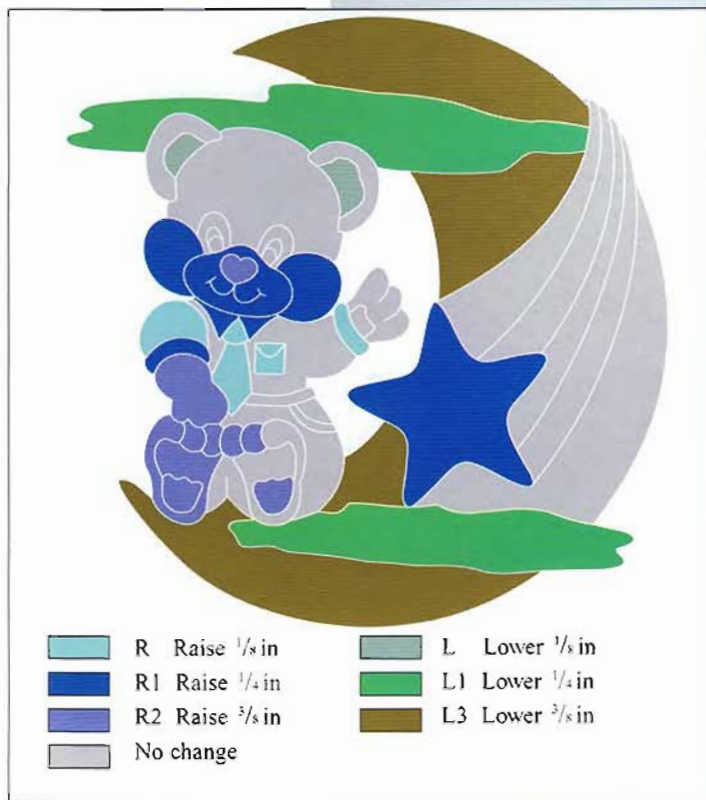 R Raise 1/8 in
L Lower 1/8 in
R1 Raise 1/4 in
L1 Lower 1/4 in
R2 Raise 3/8 in
L3 Lower 3/8 in
No change